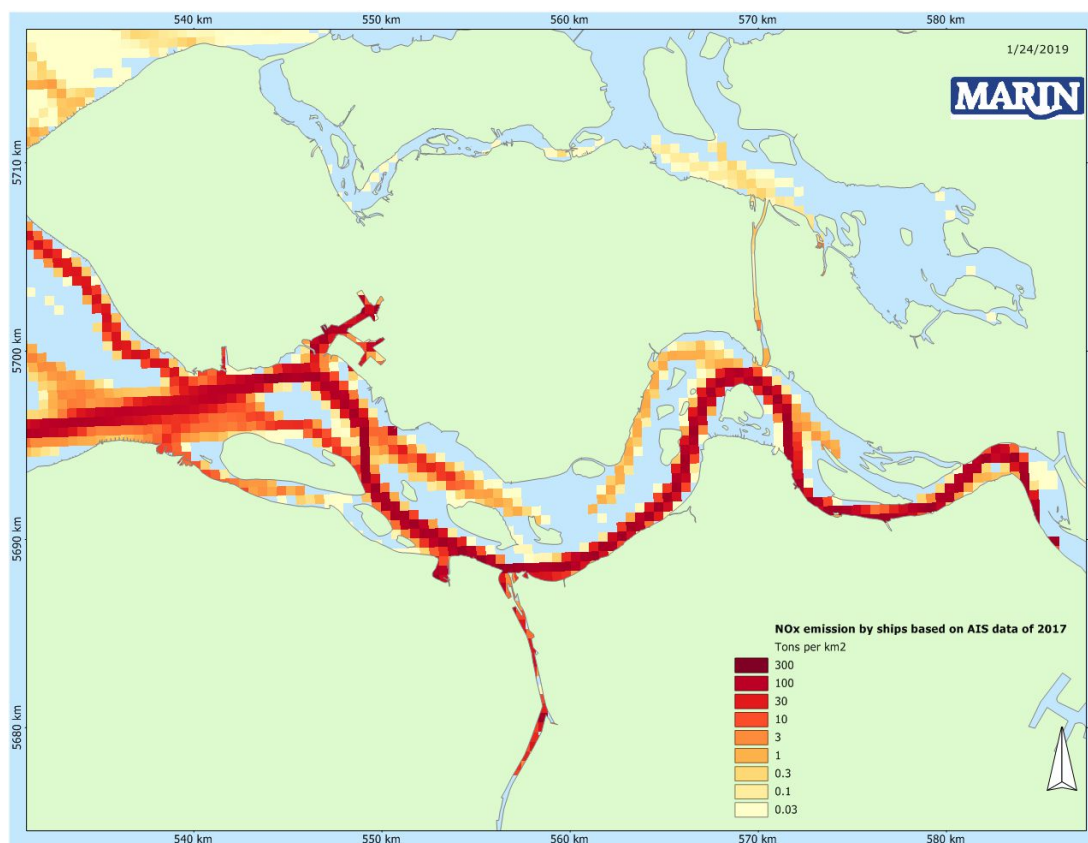 540 km 550 km 560 km 570 km 580 km
1/24/2019
MARIN
5710 km
5700 km
5690 km
5680 km
NOx emission by ships based on AIS data of 2017
Tons per km2
300
100
30
10
3
1
0.3
0.1
0.03
540 km 550 km 560 km 570 km 580 km